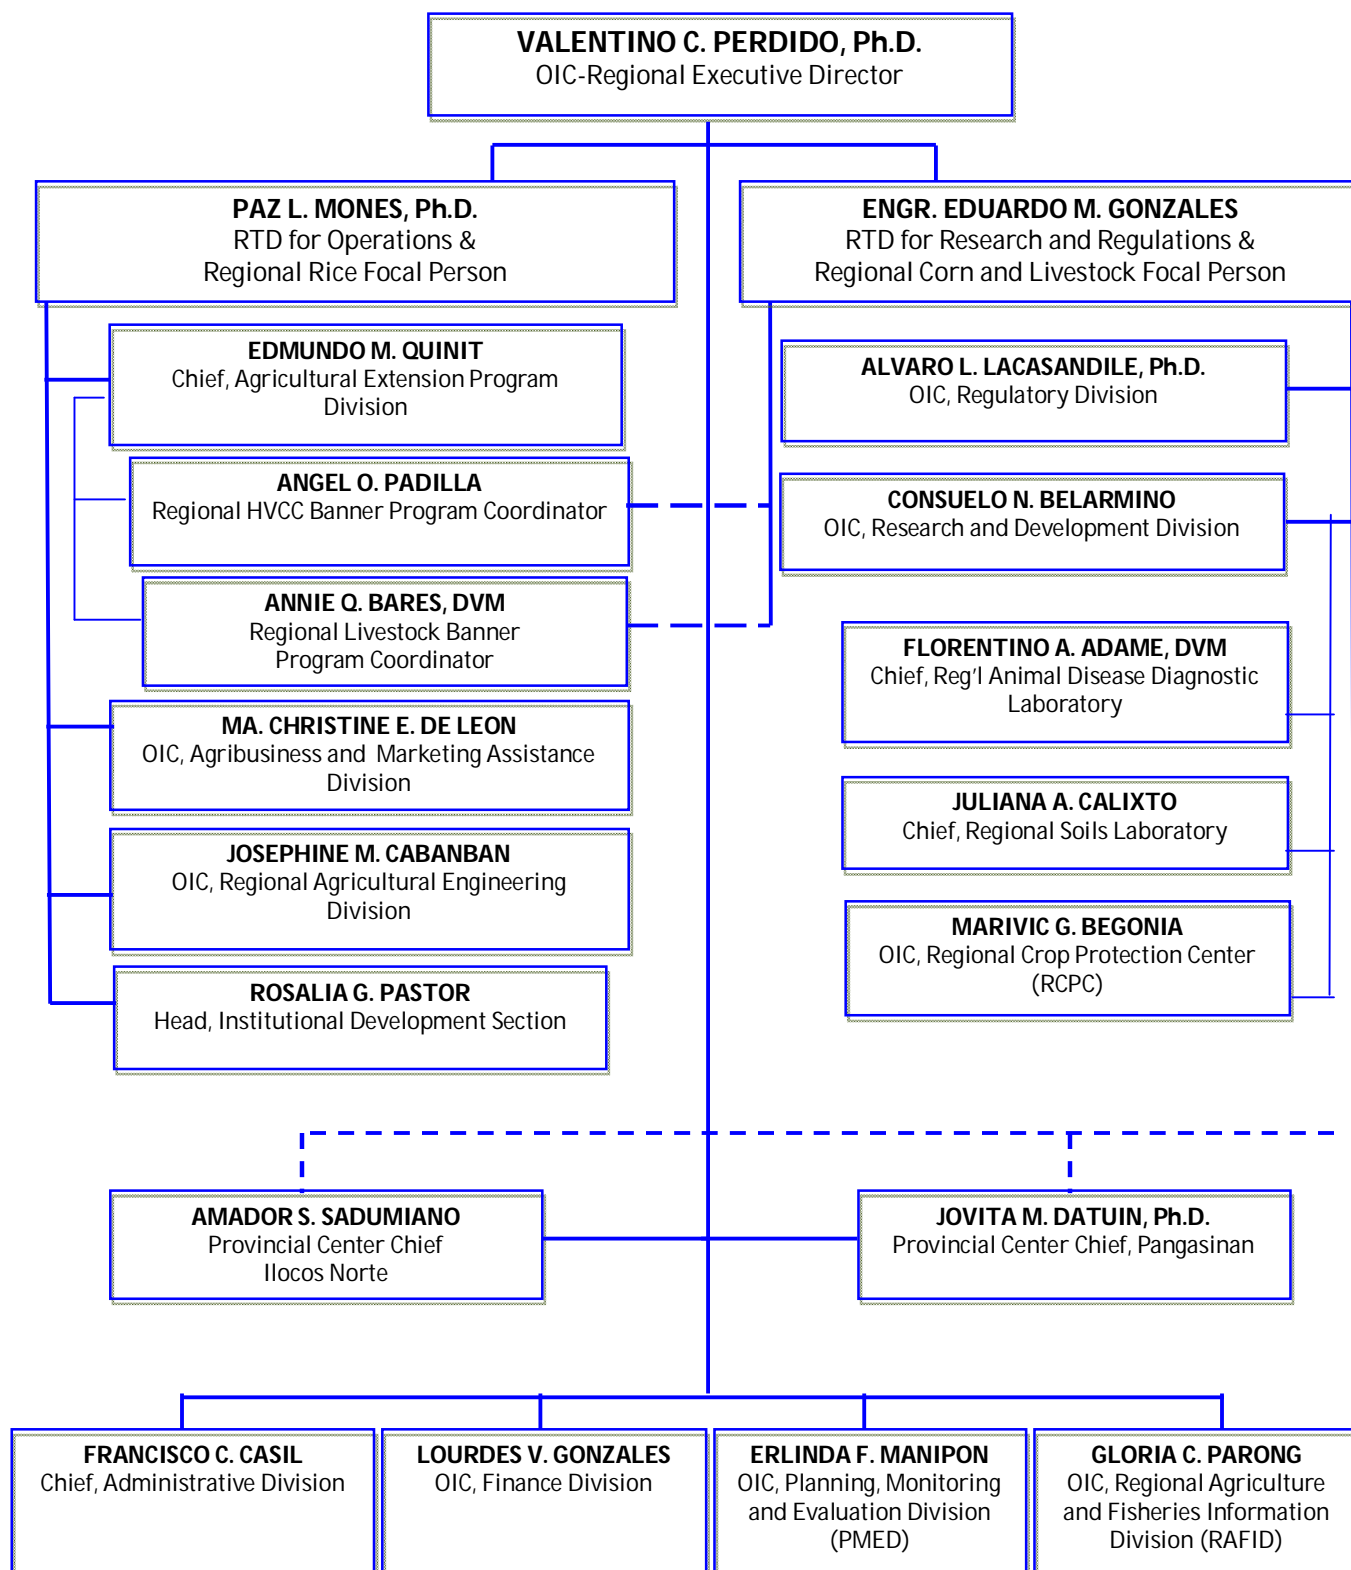 VALENTINO C. PERDIDO, Ph.D.
OIC-Regional Executive Director
PAZ L. MONES, Ph.D.
RTD for Operations &
Regional Rice Focal Person
ENGR. EDUARDO M. GONZALES
RTD for Research and Regulations &
Regional Corn and Livestock Focal Person
EDMUNDO M. QUINIT
Chief, Agricultural Extension Program
Division
ANGEL O. PADILLA
Regional HVCC Banner Program Coordinator
ANNIE Q. BARES, DVM
Regional Livestock Banner
Program Coordinator
MA. CHRISTINE E. DE LEON
OIC, Agribusiness and Marketing Assistance
Division
JOSEPHINE M. CABANBAN
OIC, Regional Agricultural Engineering
Division
ROSALIA G. PASTOR
Head, Institutional Development Section
ALVARO L. LACASANDILE, Ph.D.
OIC, Regulatory Division
CONSUELO N. BELARMINO
OIC, Research and Development Division
FLORENTINO A. ADAME, DVM
Chief, Reg'l Animal Disease Diagnostic
Laboratory
JULIANA A. CALIXTO
Chief, Regional Soils Laboratory
MARIVIC G. BEGONIA
OIC, Regional Crop Protection Center
(RCPC)
AMADOR S. SADUMIANO
Provincial Center Chief
Ilocos Norte
JOVITA M. DATUIN, Ph.D.
Provincial Center Chief, Pangasinan
FRANCISCO C. CASIL
Chief, Administrative Division
LOURDES V. GONZALES
OIC, Finance Division
ERLINDA F. MANIPON
OIC, Planning, Monitoring
and Evaluation Division
(PMED)
GLORIA C. PARONG
OIC, Regional Agriculture
and Fisheries Information
Division (RAFID)